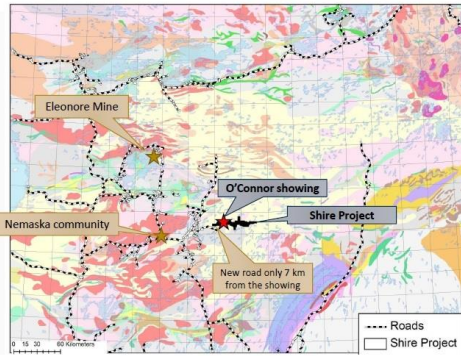 Eleonore Mine
O'Connor showing
Shire Project
Nemaska community
New road only 7 km
from the showing
Roads
Shire Project
0 15 30 60 Kilometers